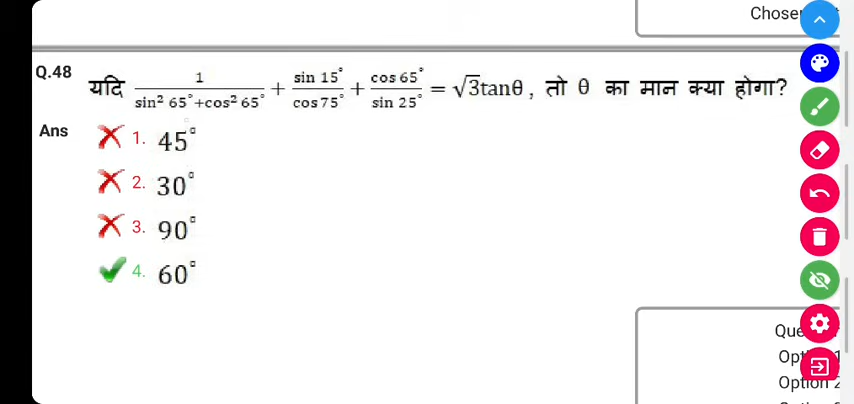 Chose
Q.48 यदि 1/(sin² 65°+cos² 65°) + sin 15°/cos 75° + cos 65°/sin 25° = √3tanθ, तो θ का मान क्या होगा?
Ans 1. 45°
2. 30°
3. 90°
4. 60°
Que
Opt 1
Option 2